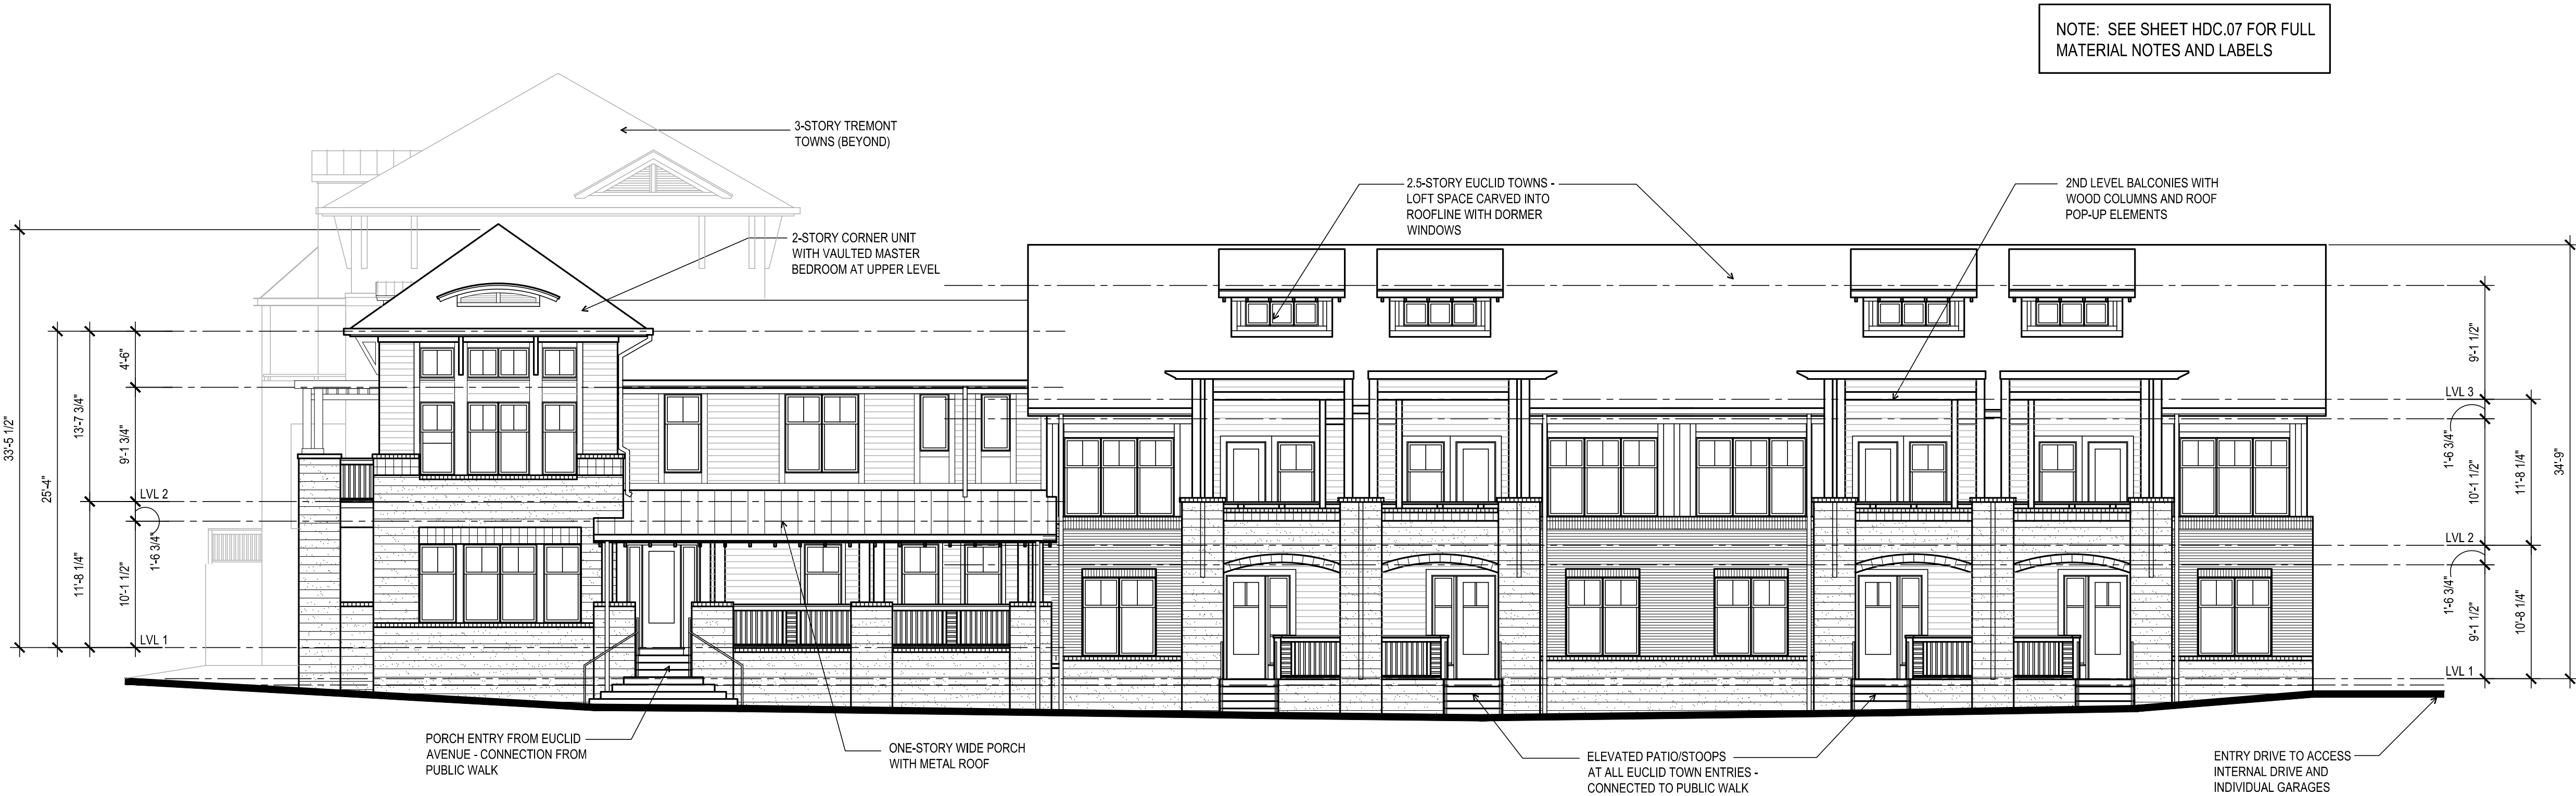 NOTE: SEE SHEET HDC.07 FOR FULL
MATERIAL NOTES AND LABELS
3-STORY TREMONT
TOWNS (BEYOND)
2-STORY CORNER UNIT
WITH VAULTED MASTER
BEDROOM AT UPPER LEVEL
2.5-STORY EUCLID TOWNS -
LOFT SPACE CARVED INTO
ROOFLINE WITH DORMER
WINDOWS
2ND LEVEL BALCONIES WITH
WOOD COLUMNS AND ROOF
POP-UP ELEMENTS
33'-5 1/2"
25'-4"
13'-7 3/4"
11'-8 1/4"
4'-6"
9'-1 3/4"
10'-1 1/2"
1'-6 3/4"
LVL 2
LVL 1
9'-1 1/2"
LVL 3
1'-6 3/4"
10'-1 1/2"
11'-8 1/4"
34'-9"
LVL 2
1'-6 3/4"
9'-1 1/2"
10'-8 1/4"
LVL 1
PORCH ENTRY FROM EUCLID
AVENUE - CONNECTION FROM
PUBLIC WALK
ONE-STORY WIDE PORCH
WITH METAL ROOF
ELEVATED PATIO/STOOPS
AT ALL EUCLID TOWN ENTRIES -
CONNECTED TO PUBLIC WALK
ENTRY DRIVE TO ACCESS
INTERNAL DRIVE AND
INDIVIDUAL GARAGES